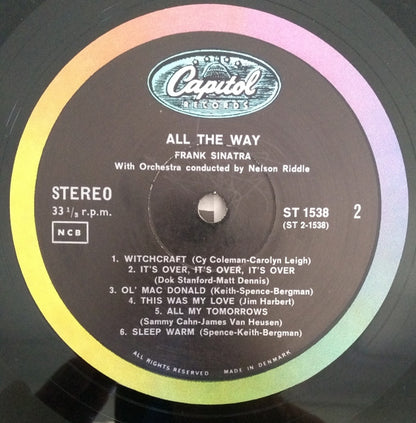 Capitol
RECORDS
ALL THE WAY
FRANK SINATRA
With Orchestra conducted by Nelson Riddle
STEREO
33 1/3 r.p.m.
NCB
ST 1538
(ST 2-1538)
2
1. WITCHCRAFT (Cy Coleman-Carolyn Leigh)
2. IT'S OVER, IT'S OVER, IT'S OVER
(Dok Stanford-Matt Dennis)
3. OL' MAC DONALD (Keith-Spence-Bergman)
4. THIS WAS MY LOVE (Jim Harbert)
5. ALL MY TOMORROWS
(Sammy Cahn-James Van Heusen)
6. SLEEP WARM (Spence-Keith-Bergman)
ALL RIGHTS RESERVED MADE IN DENMARK